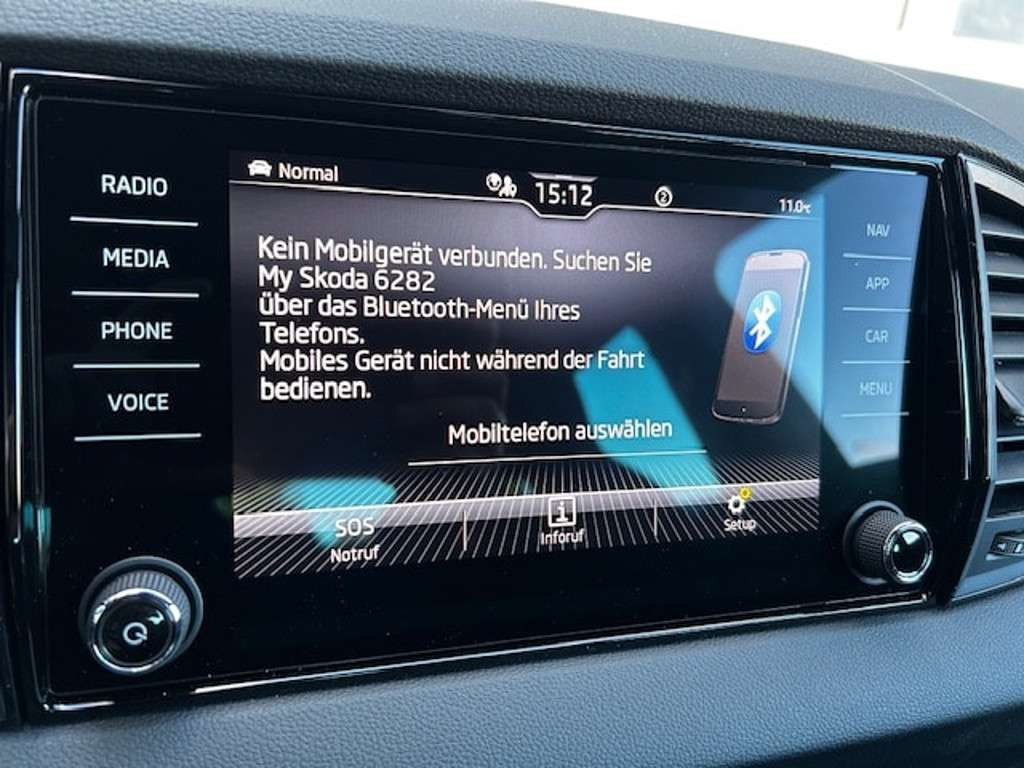 Normal
15:12
2
11.0°C
RADIO
MEDIA
PHONE
VOICE
Kein Mobilgerät verbunden. Suchen Sie
My Skoda 6282
über das Bluetooth-Menü Ihres
Telefons.
Mobiles Gerät nicht während der Fahrt
bedienen.
Mobiltelefon auswählen
SOS
Notruf
i
Inforuf
Setup
NAV
APP
CAR
MENU